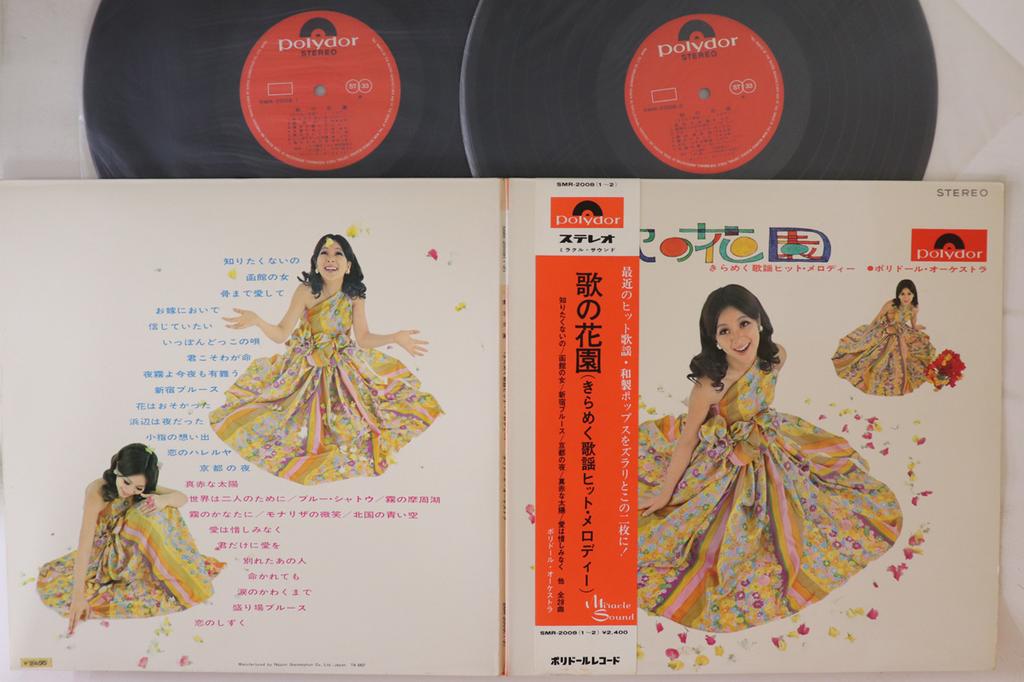 Polydor
STEREO
ST 33
Polydor
STEREO
ST 33
知りたくないの
函館の女
骨まで愛して
お嫁において
信じていたい
いっぽんどっこの唄
君こそわが命
夜霧よ今夜も有難う
新宿ブルース
花はおそかった
浜辺は夜だった
小指の想い出
恋のハレルヤ
京都の夜
真赤な太陽
世界は二人のために/ブルー・シャトウ/霧の摩周湖
霧のかなたに/モナリザの微笑/北国の青い空
愛は惜しみなく
君だけに愛を
別れたあの人
命かれても
涙のかわくまで
盛り場ブルース
恋のしずく
SMR-2008(1~2)
Polydor
ステレオ
ミラクル・サウンド
最近のヒット歌謡・和製ポップスをズラリとこの二枚に!
歌の花園(きらめく歌謡ヒット・メロディー)
知りたくないの/函館の女/新宿ブルース/京都の夜/真赤な太陽/愛は惜しみなく 他 全28曲
ポリドール・オーケストラ
Miracle Sound
SMR-2008(1~2) ¥2,400
ポリドールレコード
STEREO
の花園
Polydor
きらめく歌謡ヒット・メロディー ●ポリドール・オーケストラ